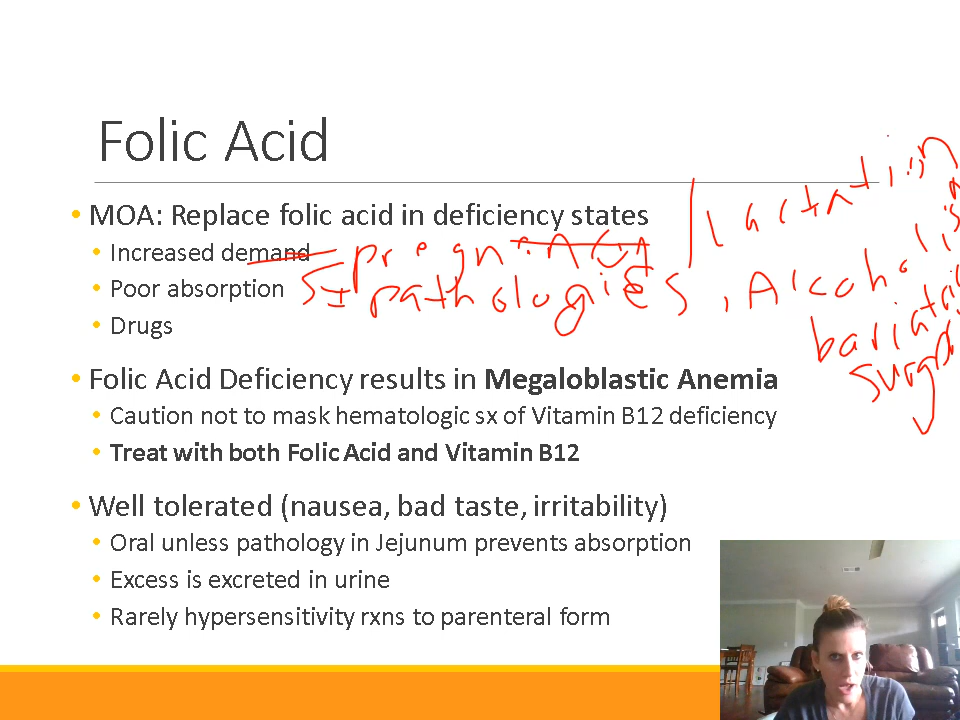 Folic Acid
• MOA: Replace folic acid in deficiency states
• Increased demand pregnancy / lactation
• Poor absorption pathologies, Alcoholism
bariatric
surgery
• Drugs
• Folic Acid Deficiency results in Megaloblastic Anemia
• Caution not to mask hematologic sx of Vitamin B12 deficiency
• Treat with both Folic Acid and Vitamin B12
• Well tolerated (nausea, bad taste, irritability)
• Oral unless pathology in Jejunum prevents absorption
• Excess is excreted in urine
• Rarely hypersensitivity rxns to parenteral form